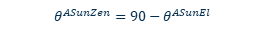 θ^{ASunZen} = 90 − θ^{ASunEl}